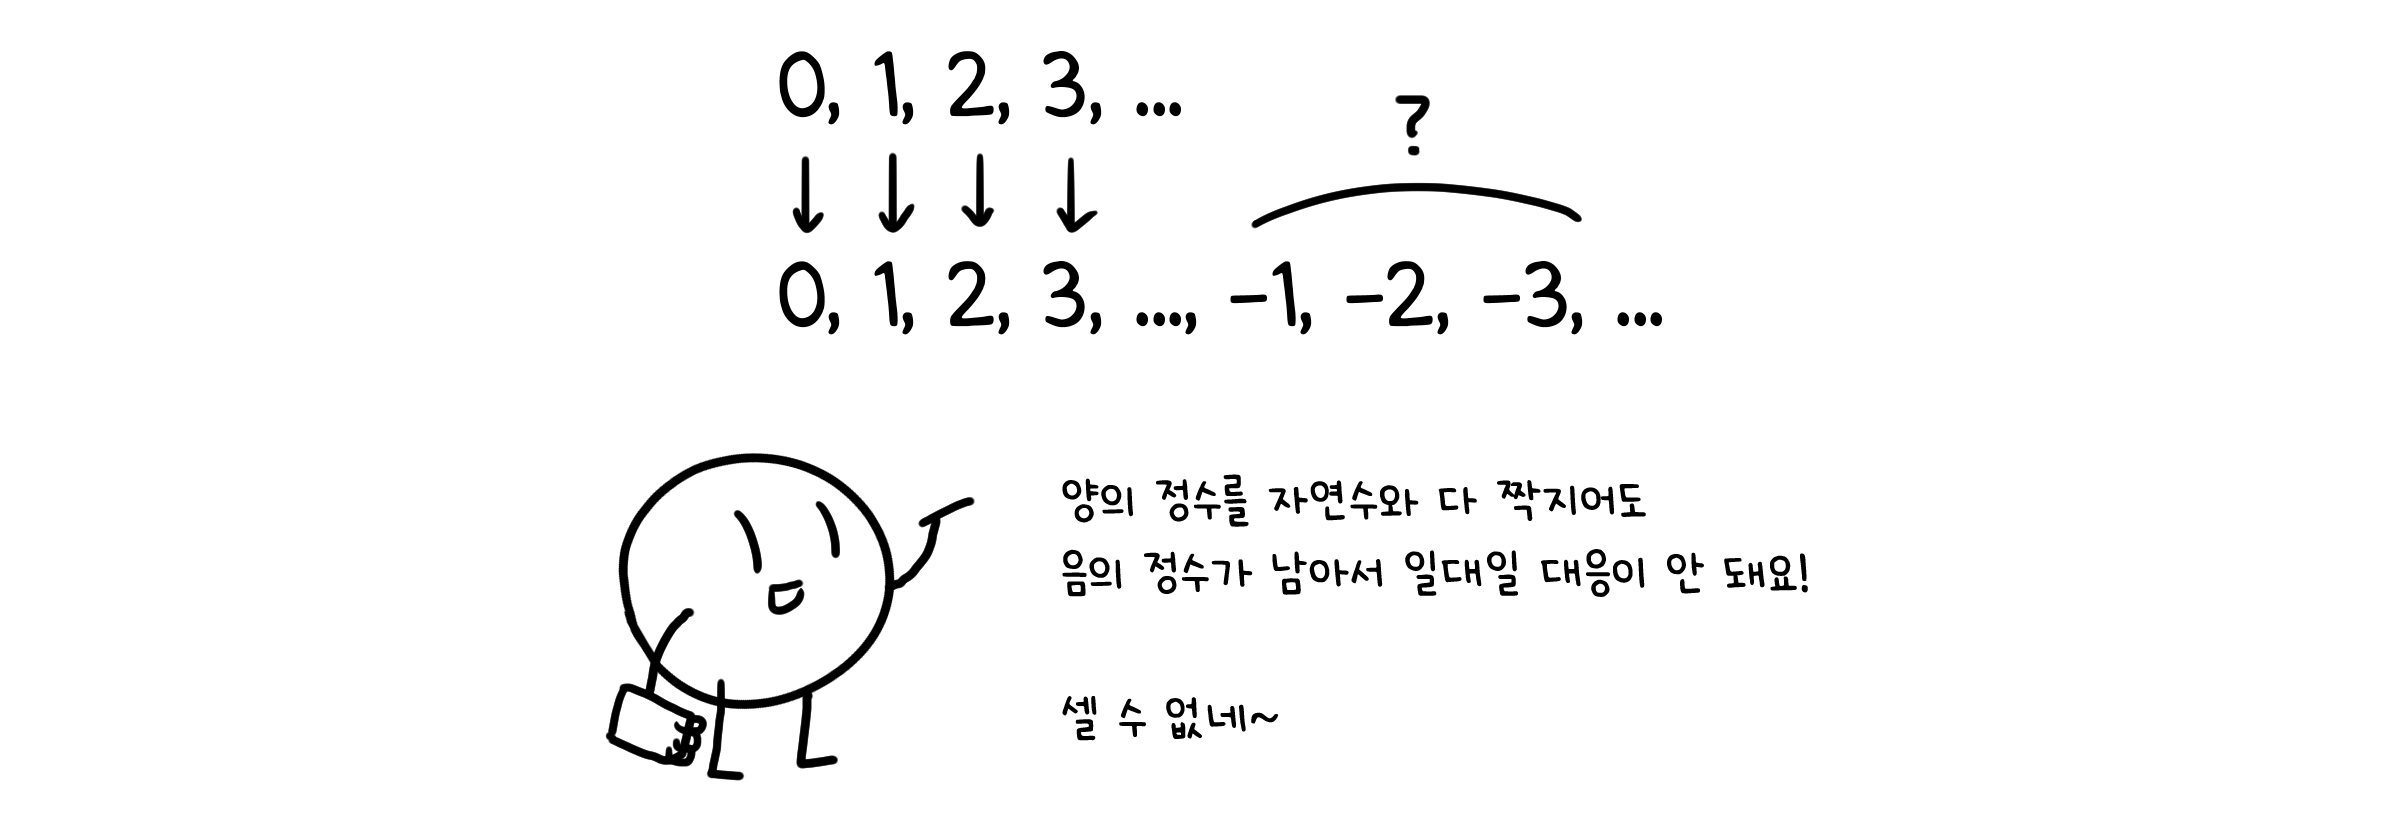 0, 1, 2, 3, ...
?
0, 1, 2, 3, ..., -1, -2, -3, ...
양의 정수를 자연수와 다 짝지어도
음의 정수가 남아서 일대일 대응이 안 돼요!
셀 수 없네~